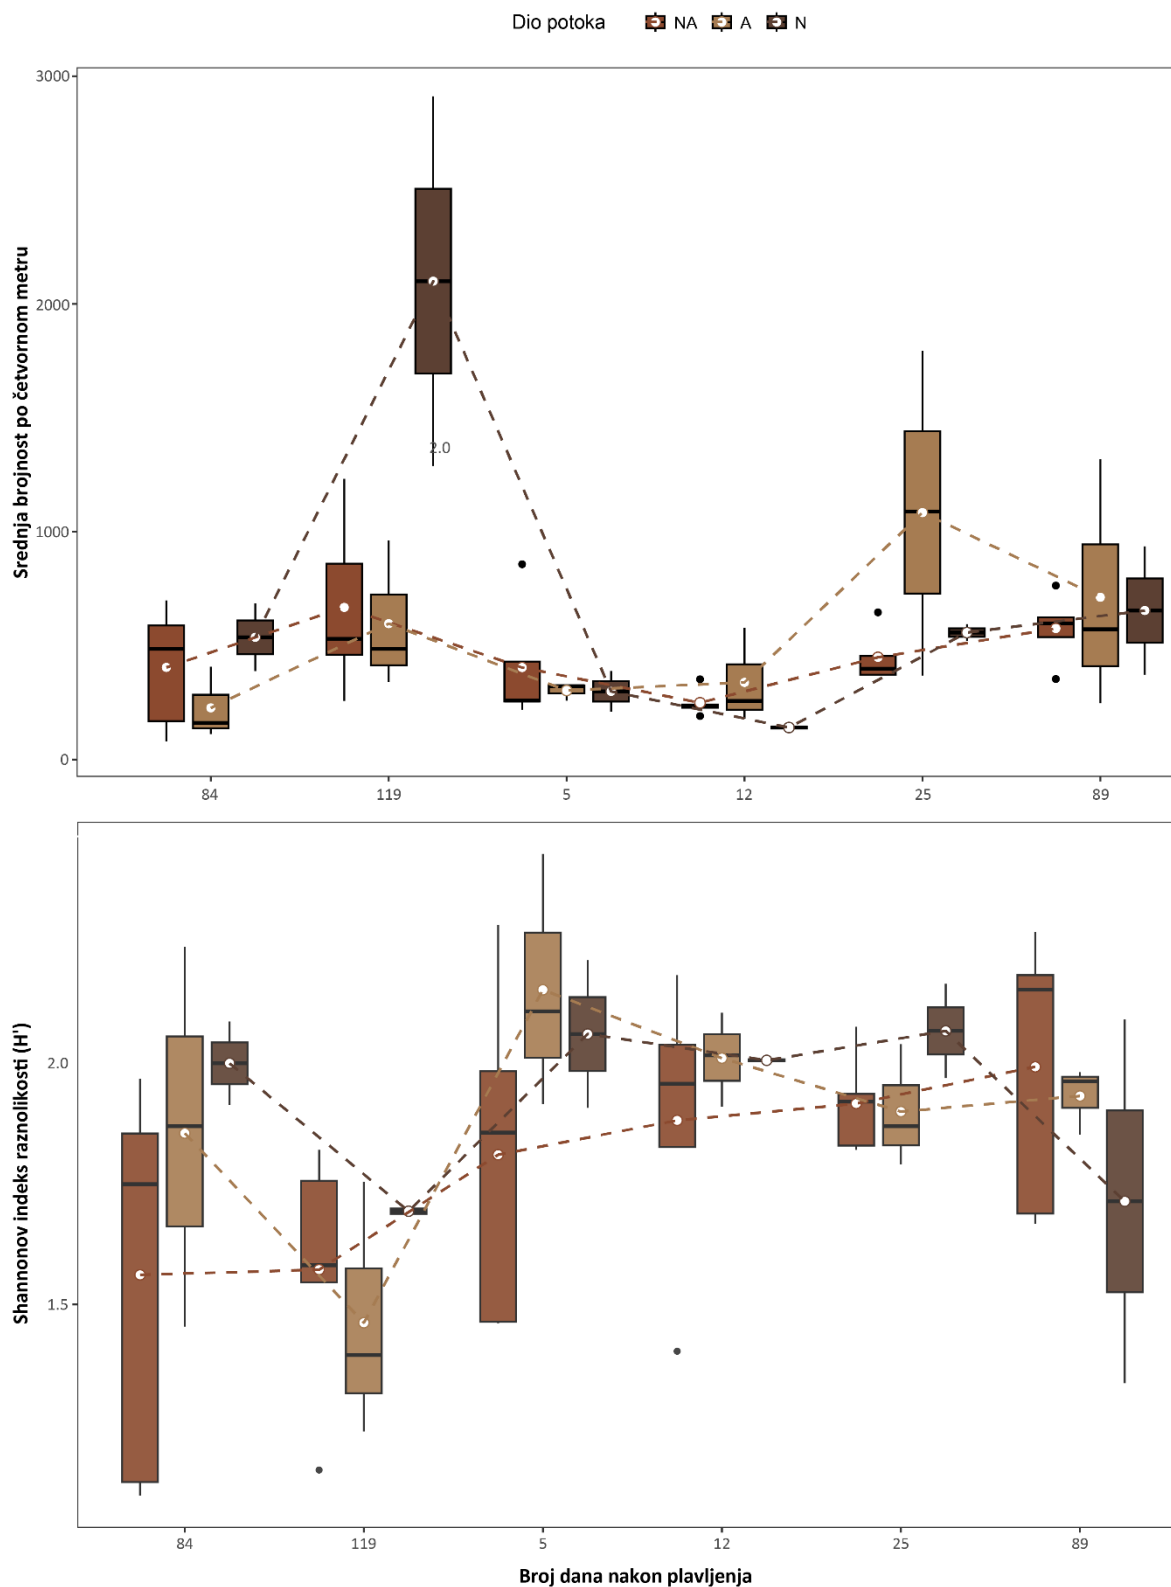 Dio potoka NA A N
Srednja brojnost po četvornom metru
3000
2000
2.0
1000
0
84 119 5 12 25 89
Shannonov indeks raznolikosti (H')
2.0
1.5
84 119 5 12 25 89
Broj dana nakon plavljenja